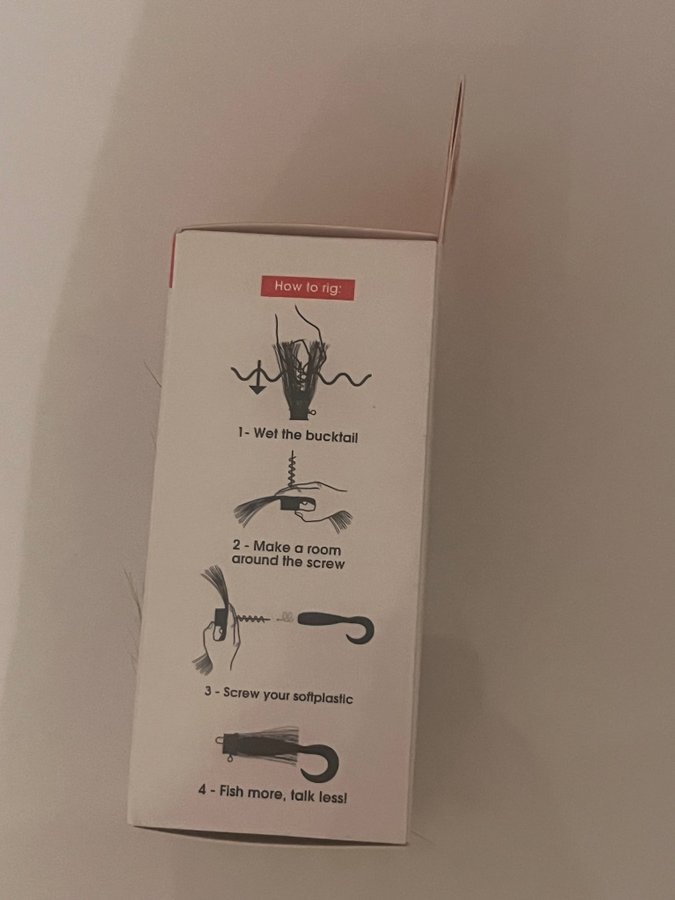 How to rig:
1- Wet the bucktail
2 - Make a room
around the screw
3 - Screw your softplastic
4 - Fish more, talk less!